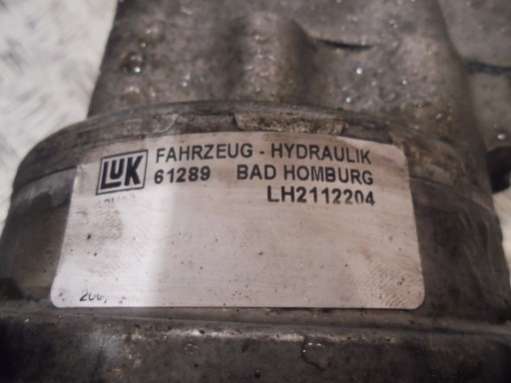 LUK FAHRZEUG - HYDRAULIK
61289 BAD HOMBURG
LH2112204